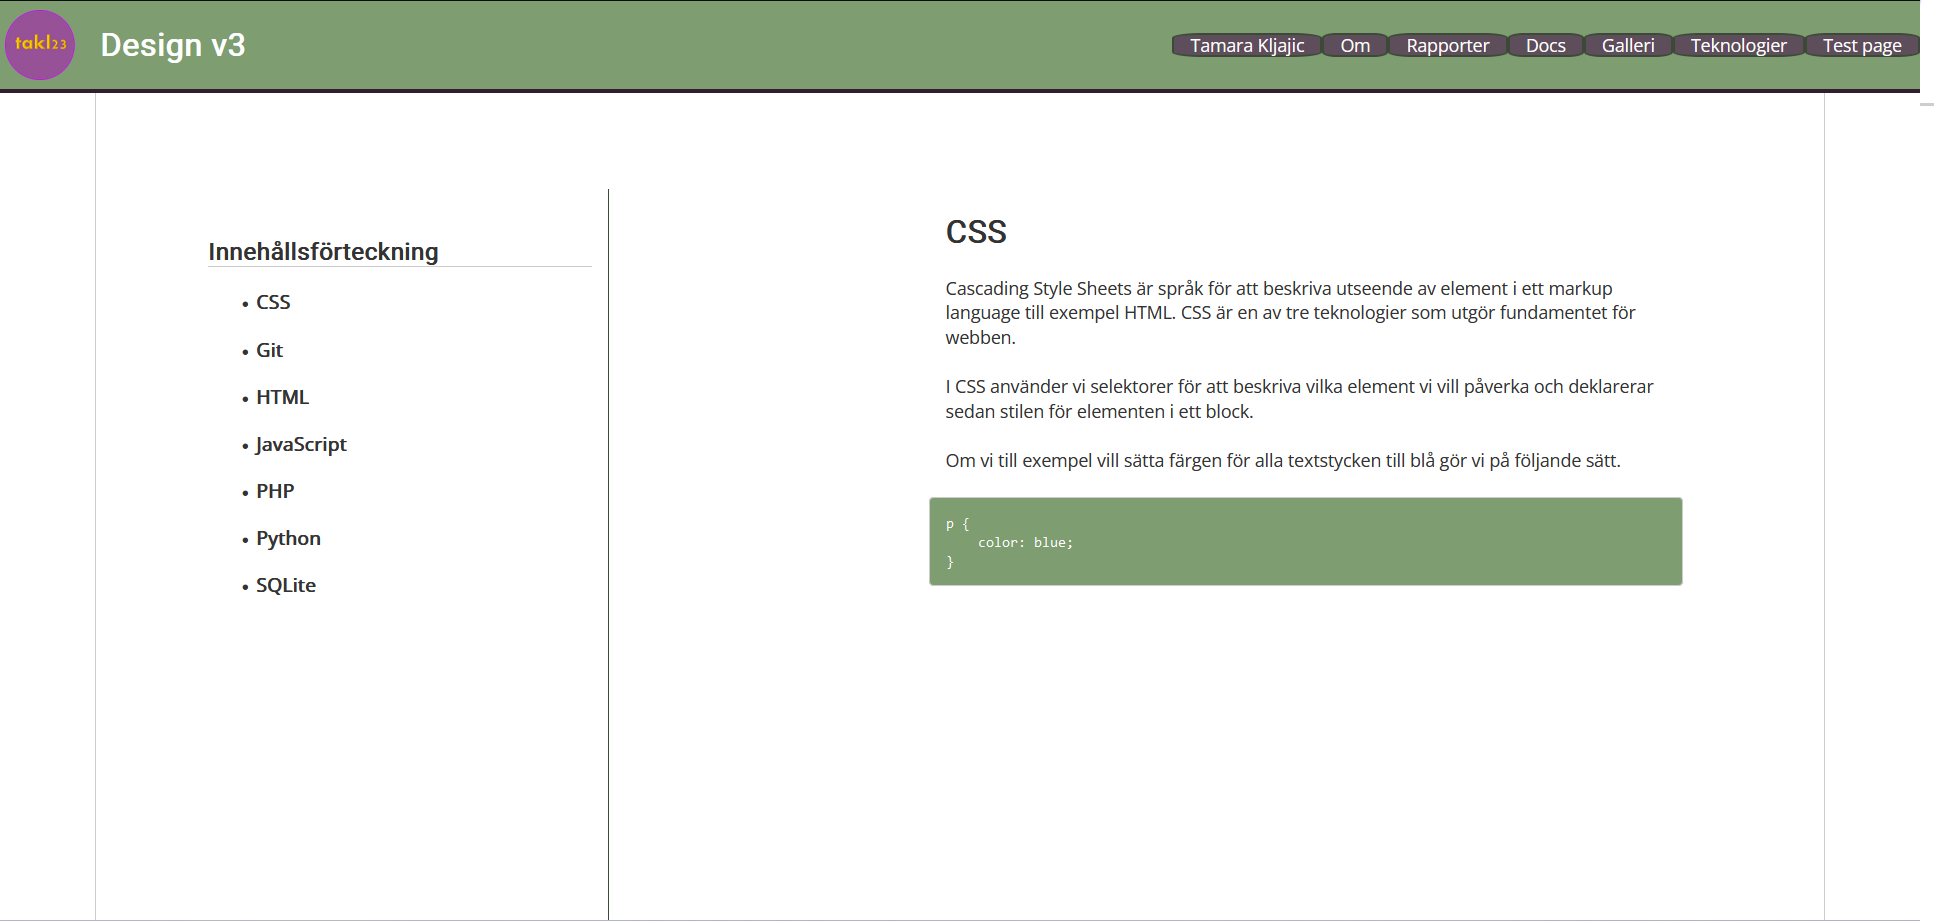 takl23
Design v3
Tamara Kljajic Om Rapporter Docs Galleri Teknologier Test page
Innehållsförteckning
• CSS
• Git
• HTML
• JavaScript
• PHP
• Python
• SQLite
CSS
Cascading Style Sheets är språk för att beskriva utseende av element i ett markup
language till exempel HTML. CSS är en av tre teknologier som utgör fundamentet för
webben.
I CSS använder vi selektorer för att beskriva vilka element vi vill påverka och deklarerar
sedan stilen för elementen i ett block.
Om vi till exempel vill sätta färgen för alla textstycken till blå gör vi på följande sätt.
p {
    color: blue;
}